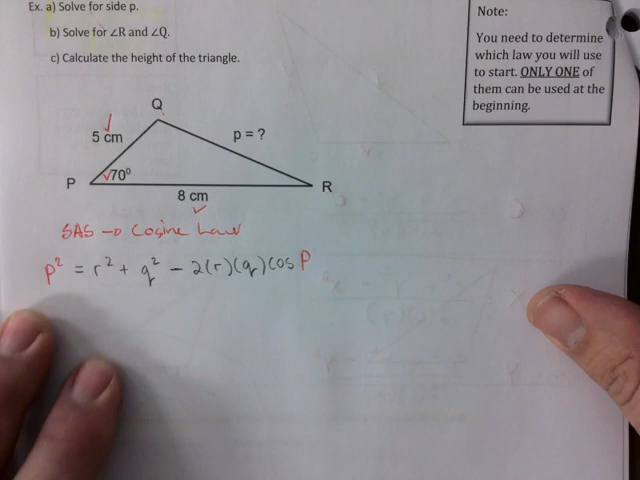 Ex. a) Solve for side p.
b) Solve for ∠R and ∠Q.
c) Calculate the height of the triangle.
Note:
You need to determine
which law you will use
to start. ONLY ONE of
them can be used at the
beginning.
Q
5 cm
p = ?
P
70⁰
R
8 cm
SAS → Cosine Law
p² = r² + q² - 2(r)(q)cos P